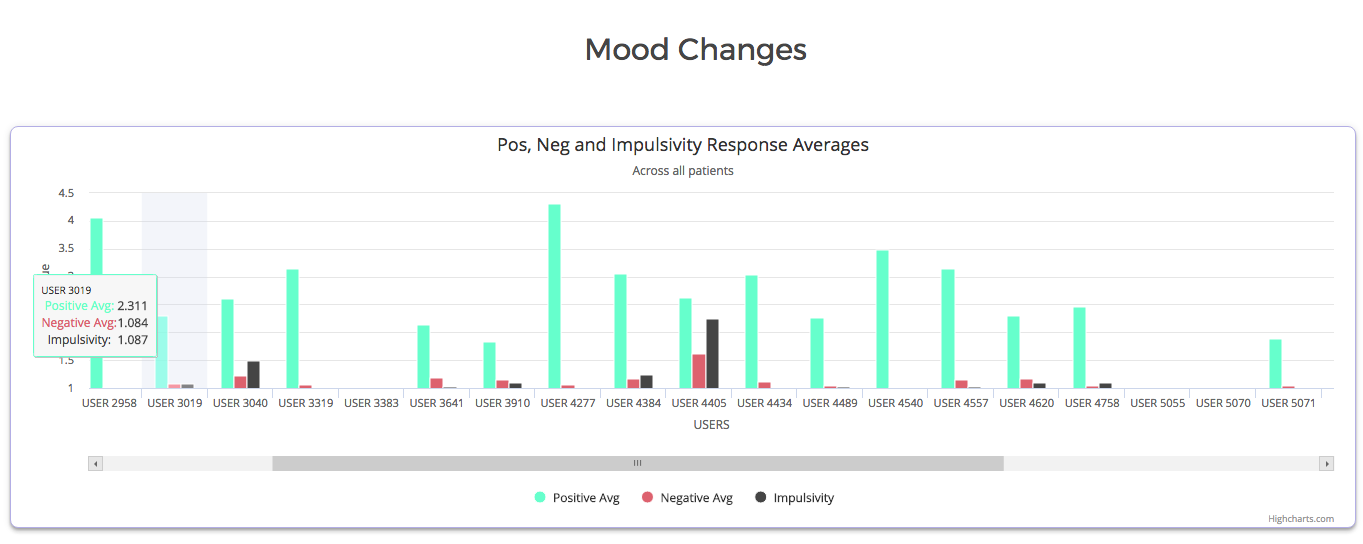 Mood Changes
Pos, Neg and Impulsivity Response Averages
Across all patients
4.5
4
3.5
ue
USER 3019
Positive Avg: 2.311
Negative Avg: 1.084
Impulsivity: 1.087
1.5
1
USER 2958 USER 3019 USER 3040 USER 3319 USER 3383 USER 3641 USER 3910 USER 4277 USER 4384 USER 4405 USER 4434 USER 4489 USER 4540 USER 4557 USER 4620 USER 4758 USER 5055 USER 5070 USER 5071
USERS
Positive Avg Negative Avg Impulsivity
Highcharts.com